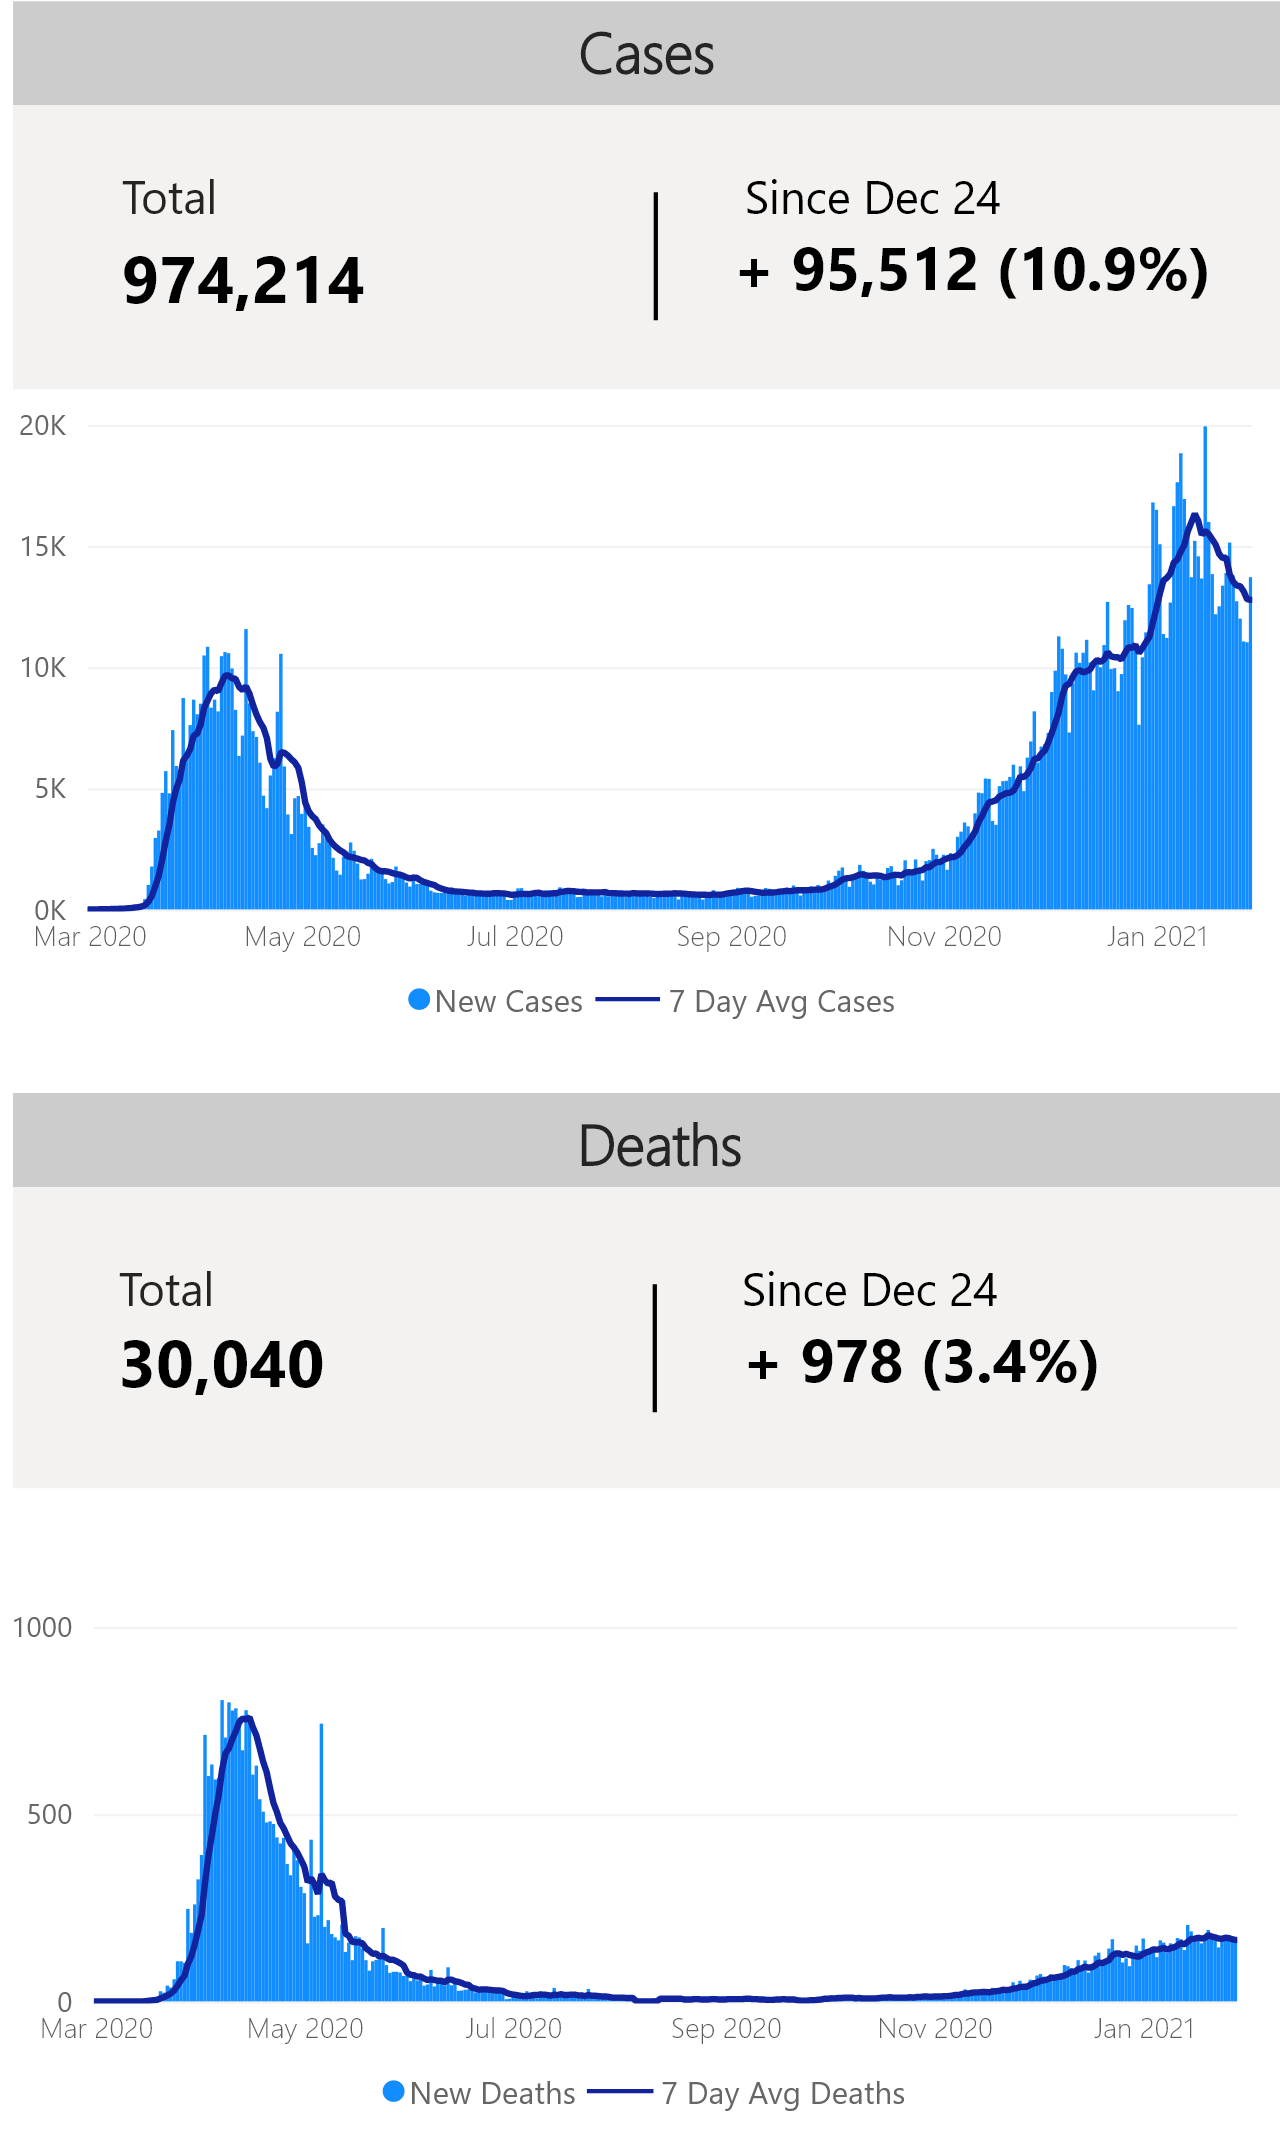 Cases
Total
Since Dec 24
974,214
+ 95,512 (10.9%)
20K
15K
10K
5K
0K
Mar 2020 May 2020 Jul 2020 Sep 2020 Nov 2020 Jan 2021
New Cases 7 Day Avg Cases
Deaths
Total
Since Dec 24
30,040
+ 978 (3.4%)
1000
500
0
Mar 2020 May 2020 Jul 2020 Sep 2020 Nov 2020 Jan 2021
New Deaths 7 Day Avg Deaths